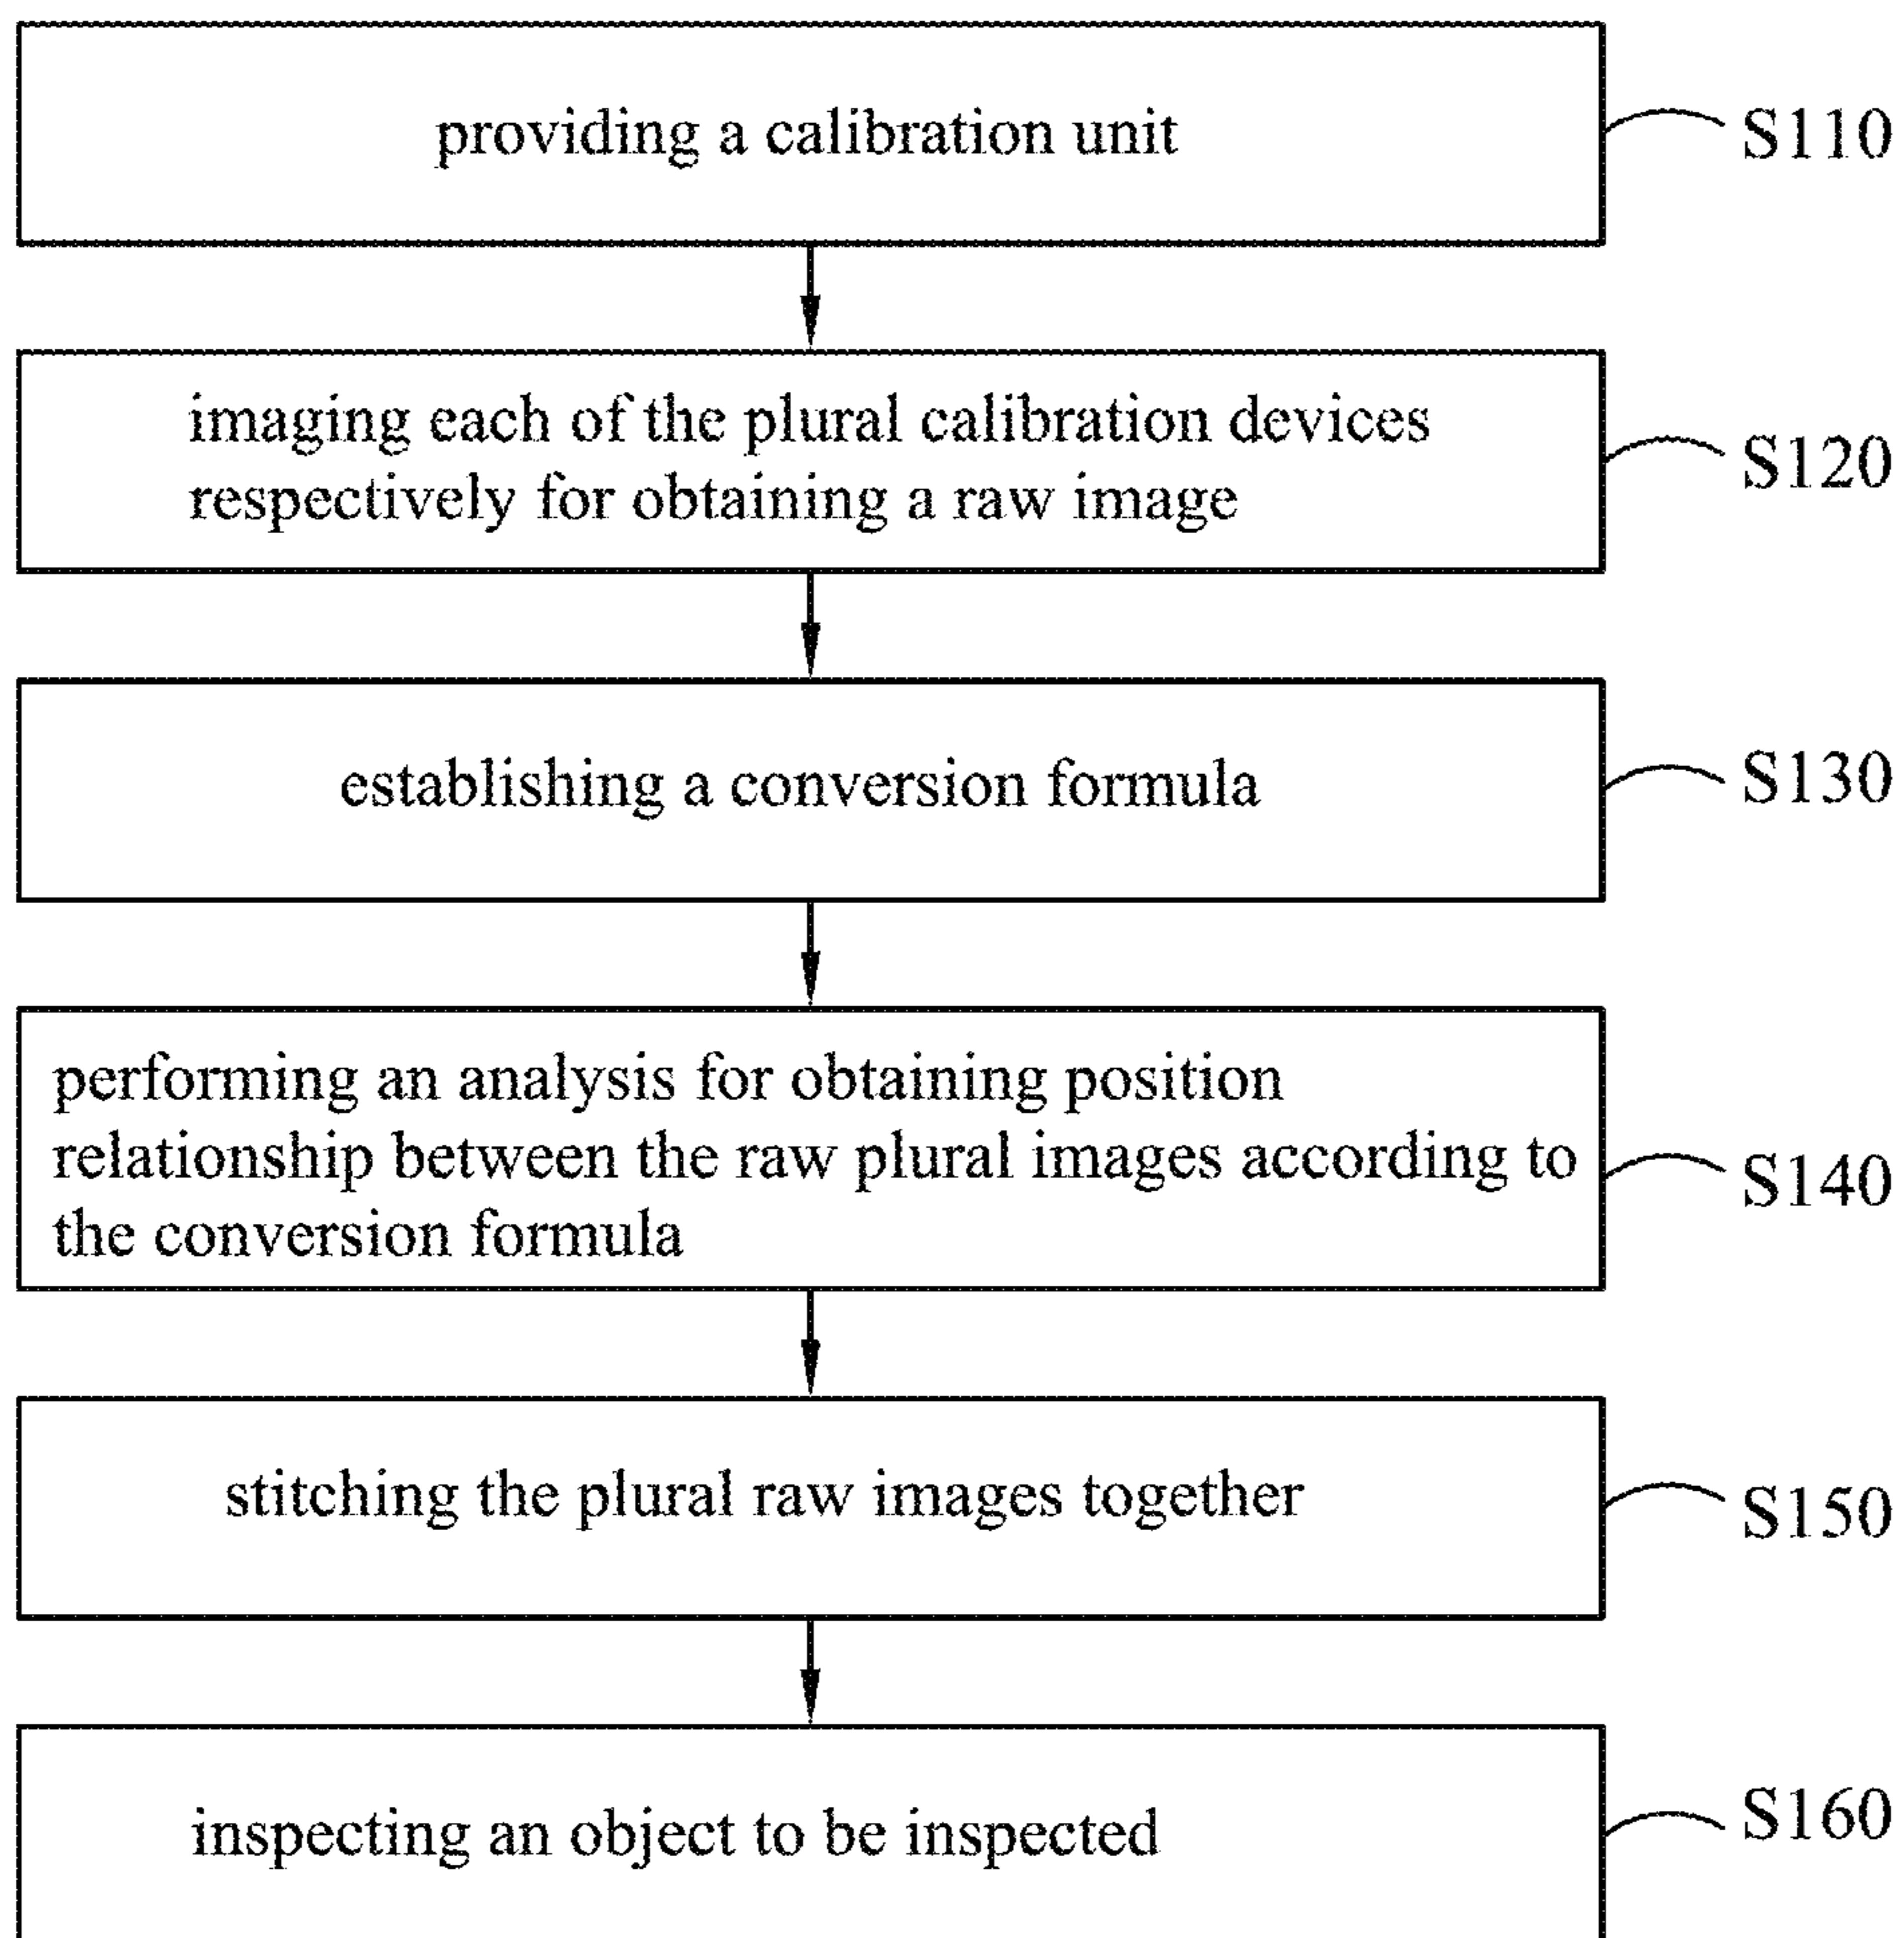 providing a calibration unit
S110
imaging each of the plural calibration devices
respectively for obtaining a raw image
S120
establishing a conversion formula
S130
performing an analysis for obtaining position
relationship between the raw plural images according to
the conversion formula
S140
stitching the plural raw images together
S150
inspecting an object to be inspected
S160